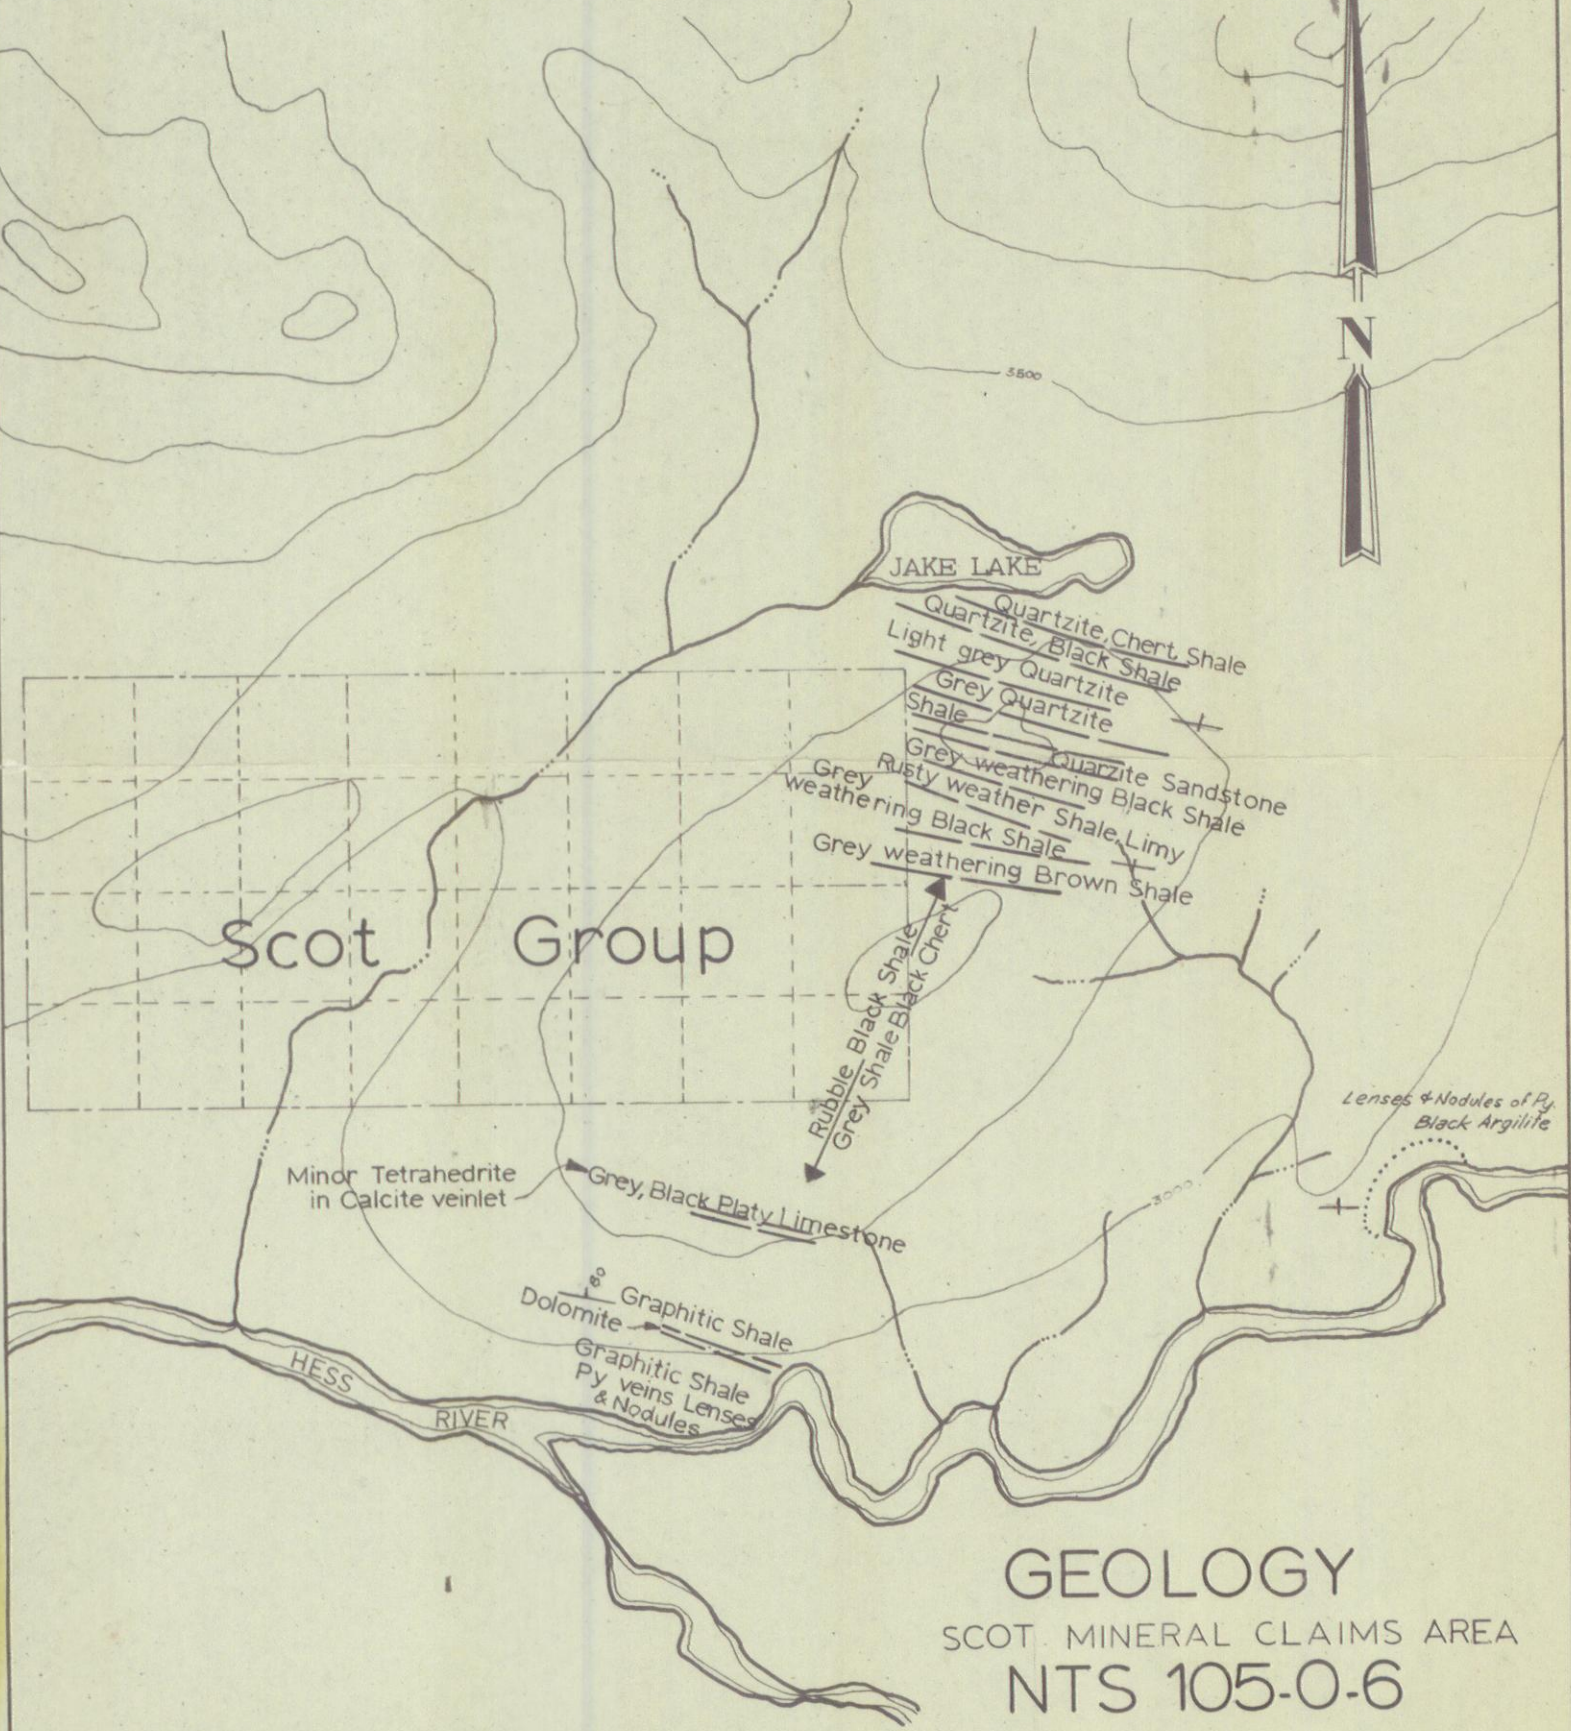 N
3500
JAKE LAKE
Quartzite, Chert, Shale
Quartzite, Black Shale
Light grey Quartzite
Grey Quartzite
Shale
Quarzite Sandstone
Grey weathering Black Shale
Rusty weather Shale, Limy
Grey
weathering Black Shale
Grey weathering Brown Shale
Scot Group
Rubble Black Shale
Grey Shale Black Chert
Lenses & Nodules of Py.
Black Argilite
Minor Tetrahedrite
in Calcite veinlet
Grey, Black Platy Limestone
3000
80
Graphitic Shale
Dolomite
Graphitic Shale
Py veins Lenses
& Nodules
HESS
RIVER
GEOLOGY
SCOT MINERAL CLAIMS AREA
NTS 105-O-6